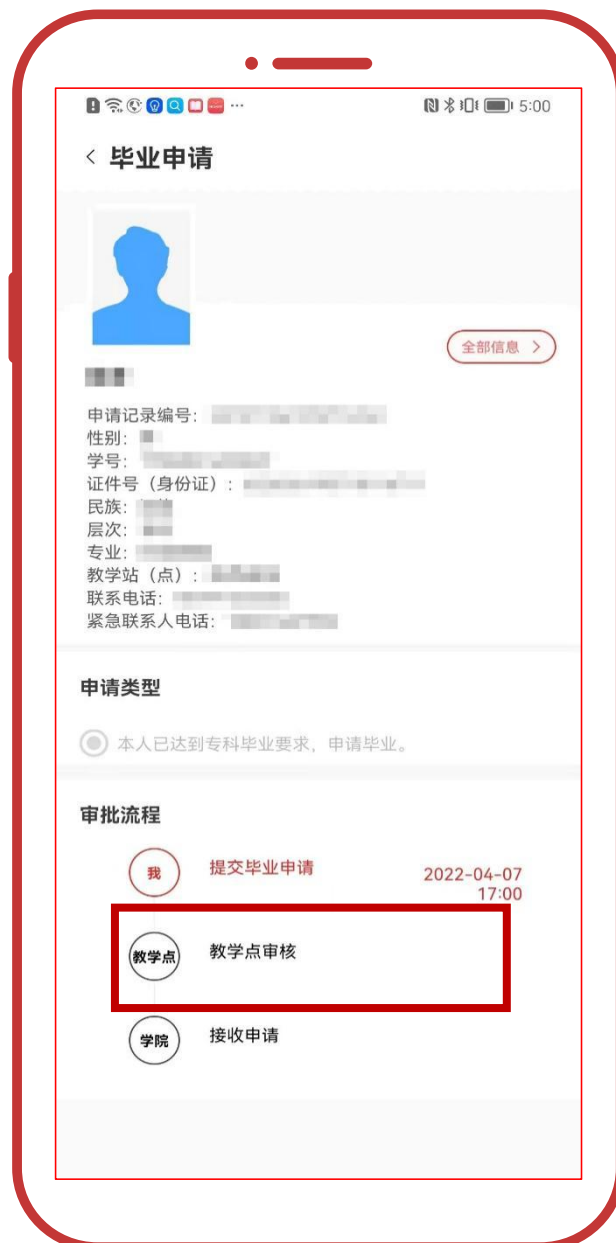 5:00
毕业申请
全部信息
申请记录编号：
性别：
学号：
证件号（身份证）：
民族：
层次：
专业：
教学站（点）：
联系电话：
紧急联系人电话：
申请类型
本人已达到专科毕业要求，申请毕业。
审批流程
我 提交毕业申请 2022-04-07
17:00
教学点 教学点审核
学院 接收申请